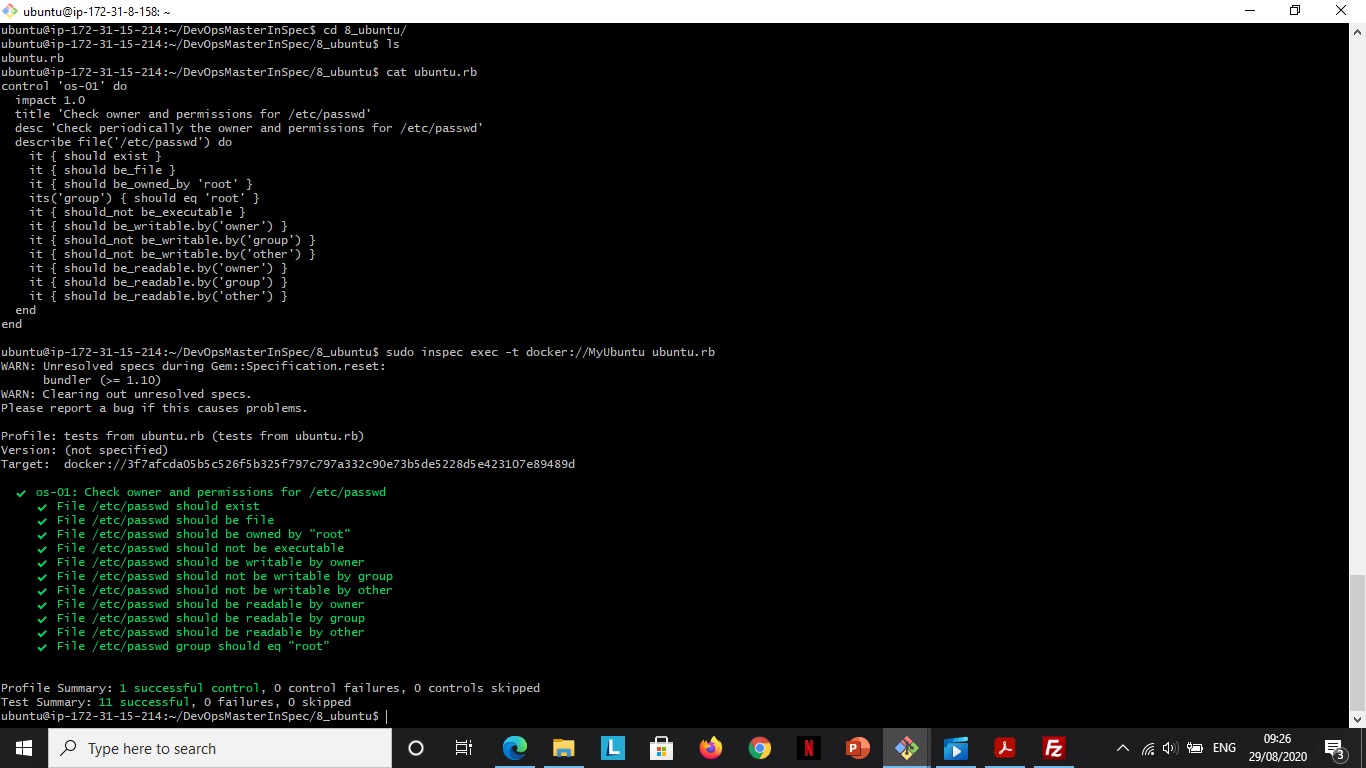 ubuntu@ip-172-31-8-158: ~
ubuntu@ip-172-31-15-214:~/DevOpsMasterInSpec$ cd 8_ubuntu/
ubuntu@ip-172-31-15-214:~/DevOpsMasterInSpec/8_ubuntu$ ls
ubuntu.rb
ubuntu@ip-172-31-15-214:~/DevOpsMasterInSpec/8_ubuntu$ cat ubuntu.rb
control 'os-01' do
  impact 1.0
  title 'Check owner and permissions for /etc/passwd'
  desc 'Check periodically the owner and permissions for /etc/passwd'
  describe file('/etc/passwd') do
    it { should exist }
    it { should be_file }
    it { should be_owned_by 'root' }
    its('group') { should eq 'root' }
    it { should_not be_executable }
    it { should be_writable.by('owner') }
    it { should_not be_writable.by('group') }
    it { should_not be_writable.by('other') }
    it { should be_readable.by('owner') }
    it { should be_readable.by('group') }
    it { should be_readable.by('other') }
  end
end
ubuntu@ip-172-31-15-214:~/DevOpsMasterInSpec/8_ubuntu$ sudo inspec exec -t docker://MyUbuntu ubuntu.rb
WARN: Unresolved specs during Gem::Specification.reset:
      bundler (>= 1.10)
WARN: Clearing out unresolved specs.
Please report a bug if this causes problems.
Profile: tests from ubuntu.rb (tests from ubuntu.rb)
Version: (not specified)
Target:  docker://3f7afcda05b5c526f5b325f797c797a332c90e73b5de5228d5e423107e89489d
  ✔ os-01: Check owner and permissions for /etc/passwd
     ✔ File /etc/passwd should exist
     ✔ File /etc/passwd should be file
     ✔ File /etc/passwd should be owned by "root"
     ✔ File /etc/passwd should not be executable
     ✔ File /etc/passwd should be writable by owner
     ✔ File /etc/passwd should not be writable by group
     ✔ File /etc/passwd should not be writable by other
     ✔ File /etc/passwd should be readable by owner
     ✔ File /etc/passwd should be readable by group
     ✔ File /etc/passwd should be readable by other
     ✔ File /etc/passwd group should eq "root"
Profile Summary: 1 successful control, 0 control failures, 0 controls skipped
Test Summary: 11 successful, 0 failures, 0 skipped
ubuntu@ip-172-31-15-214:~/DevOpsMasterInSpec/8_ubuntu$
Type here to search
L
N
P
Fz
ENG
09:26
29/08/2020
3